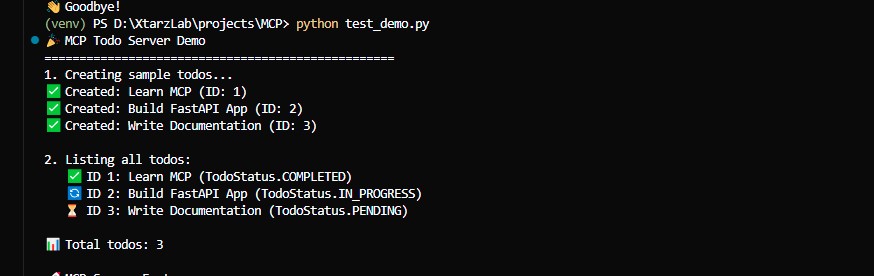 👋 Goodbye!
(venv) PS D:\XtarzLab\projects\MCP> python test_demo.py
🎉 MCP Todo Server Demo
==================================================
1. Creating sample todos...
✅ Created: Learn MCP (ID: 1)
✅ Created: Build FastAPI App (ID: 2)
✅ Created: Write Documentation (ID: 3)
2. Listing all todos:
✅ ID 1: Learn MCP (TodoStatus.COMPLETED)
🔄 ID 2: Build FastAPI App (TodoStatus.IN_PROGRESS)
⏳ ID 3: Write Documentation (TodoStatus.PENDING)
📊 Total todos: 3